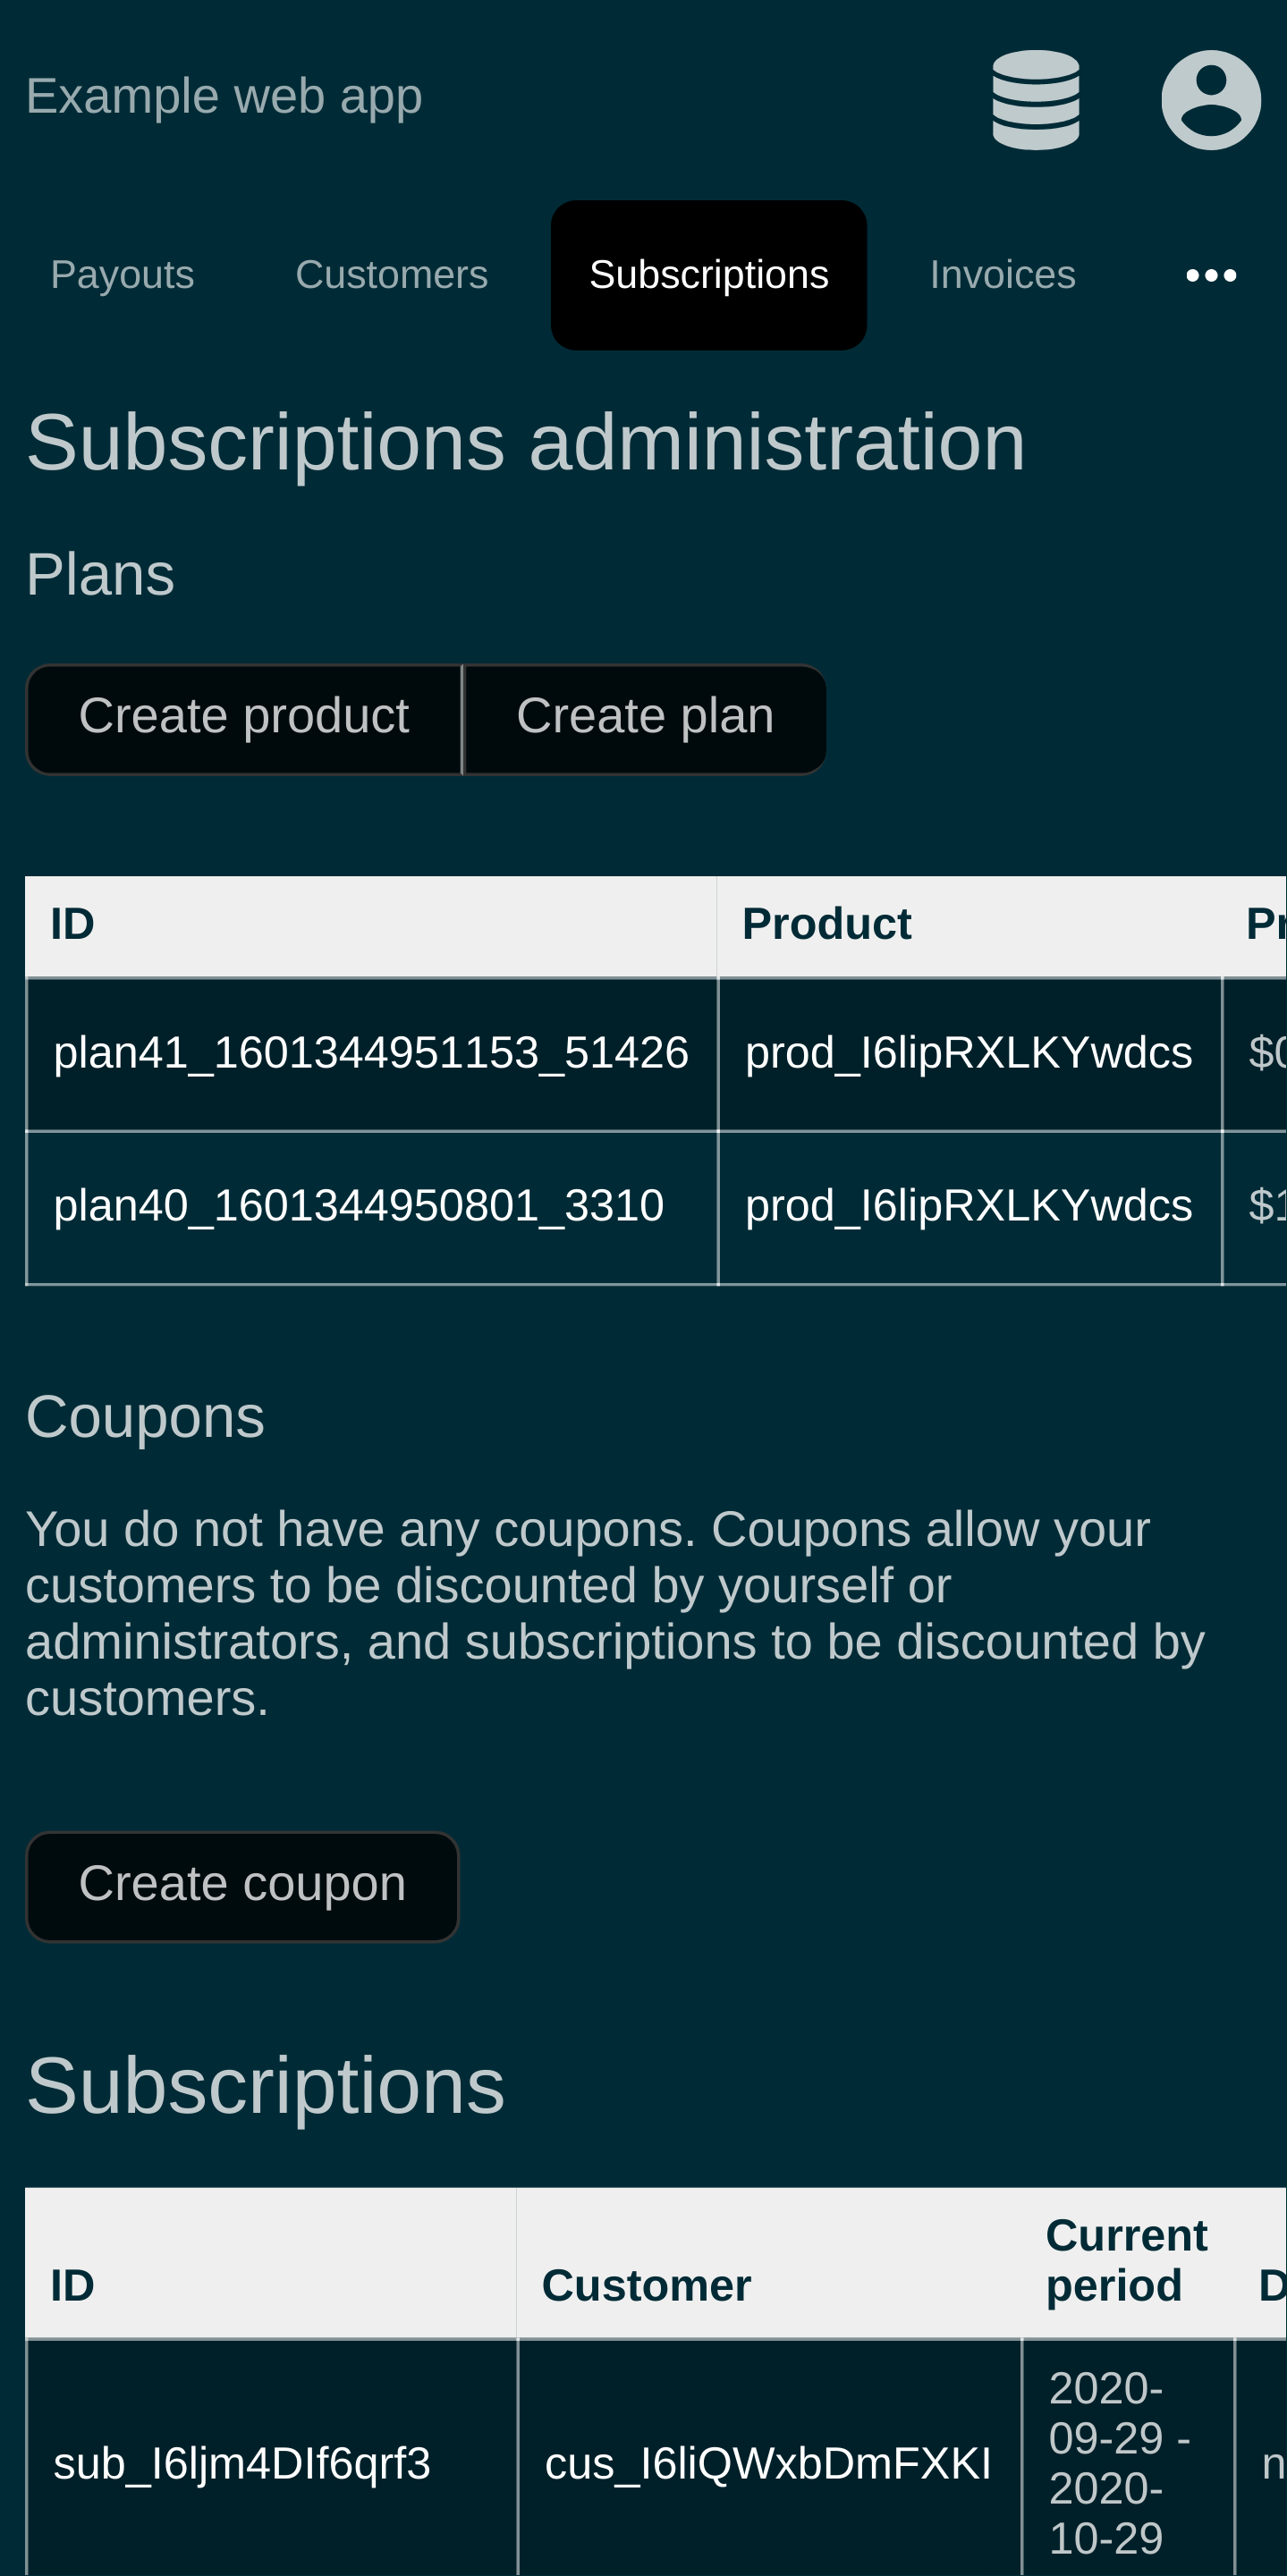 Example web app
Payouts Customers Subscriptions Invoices
Subscriptions administration
Plans
Create product Create plan
ID Product
plan41_1601344951153_51426 prod_I6lipRXLKYwdcs
plan40_1601344950801_3310 prod_I6lipRXLKYwdcs
Coupons
You do not have any coupons. Coupons allow your
customers to be discounted by yourself or
administrators, and subscriptions to be discounted by
customers.
Create coupon
Subscriptions
ID Customer Current period
sub_I6ljm4DIf6qrf3 cus_I6liQWxbDmFXKI 2020-
09-29 -
2020-
10-29